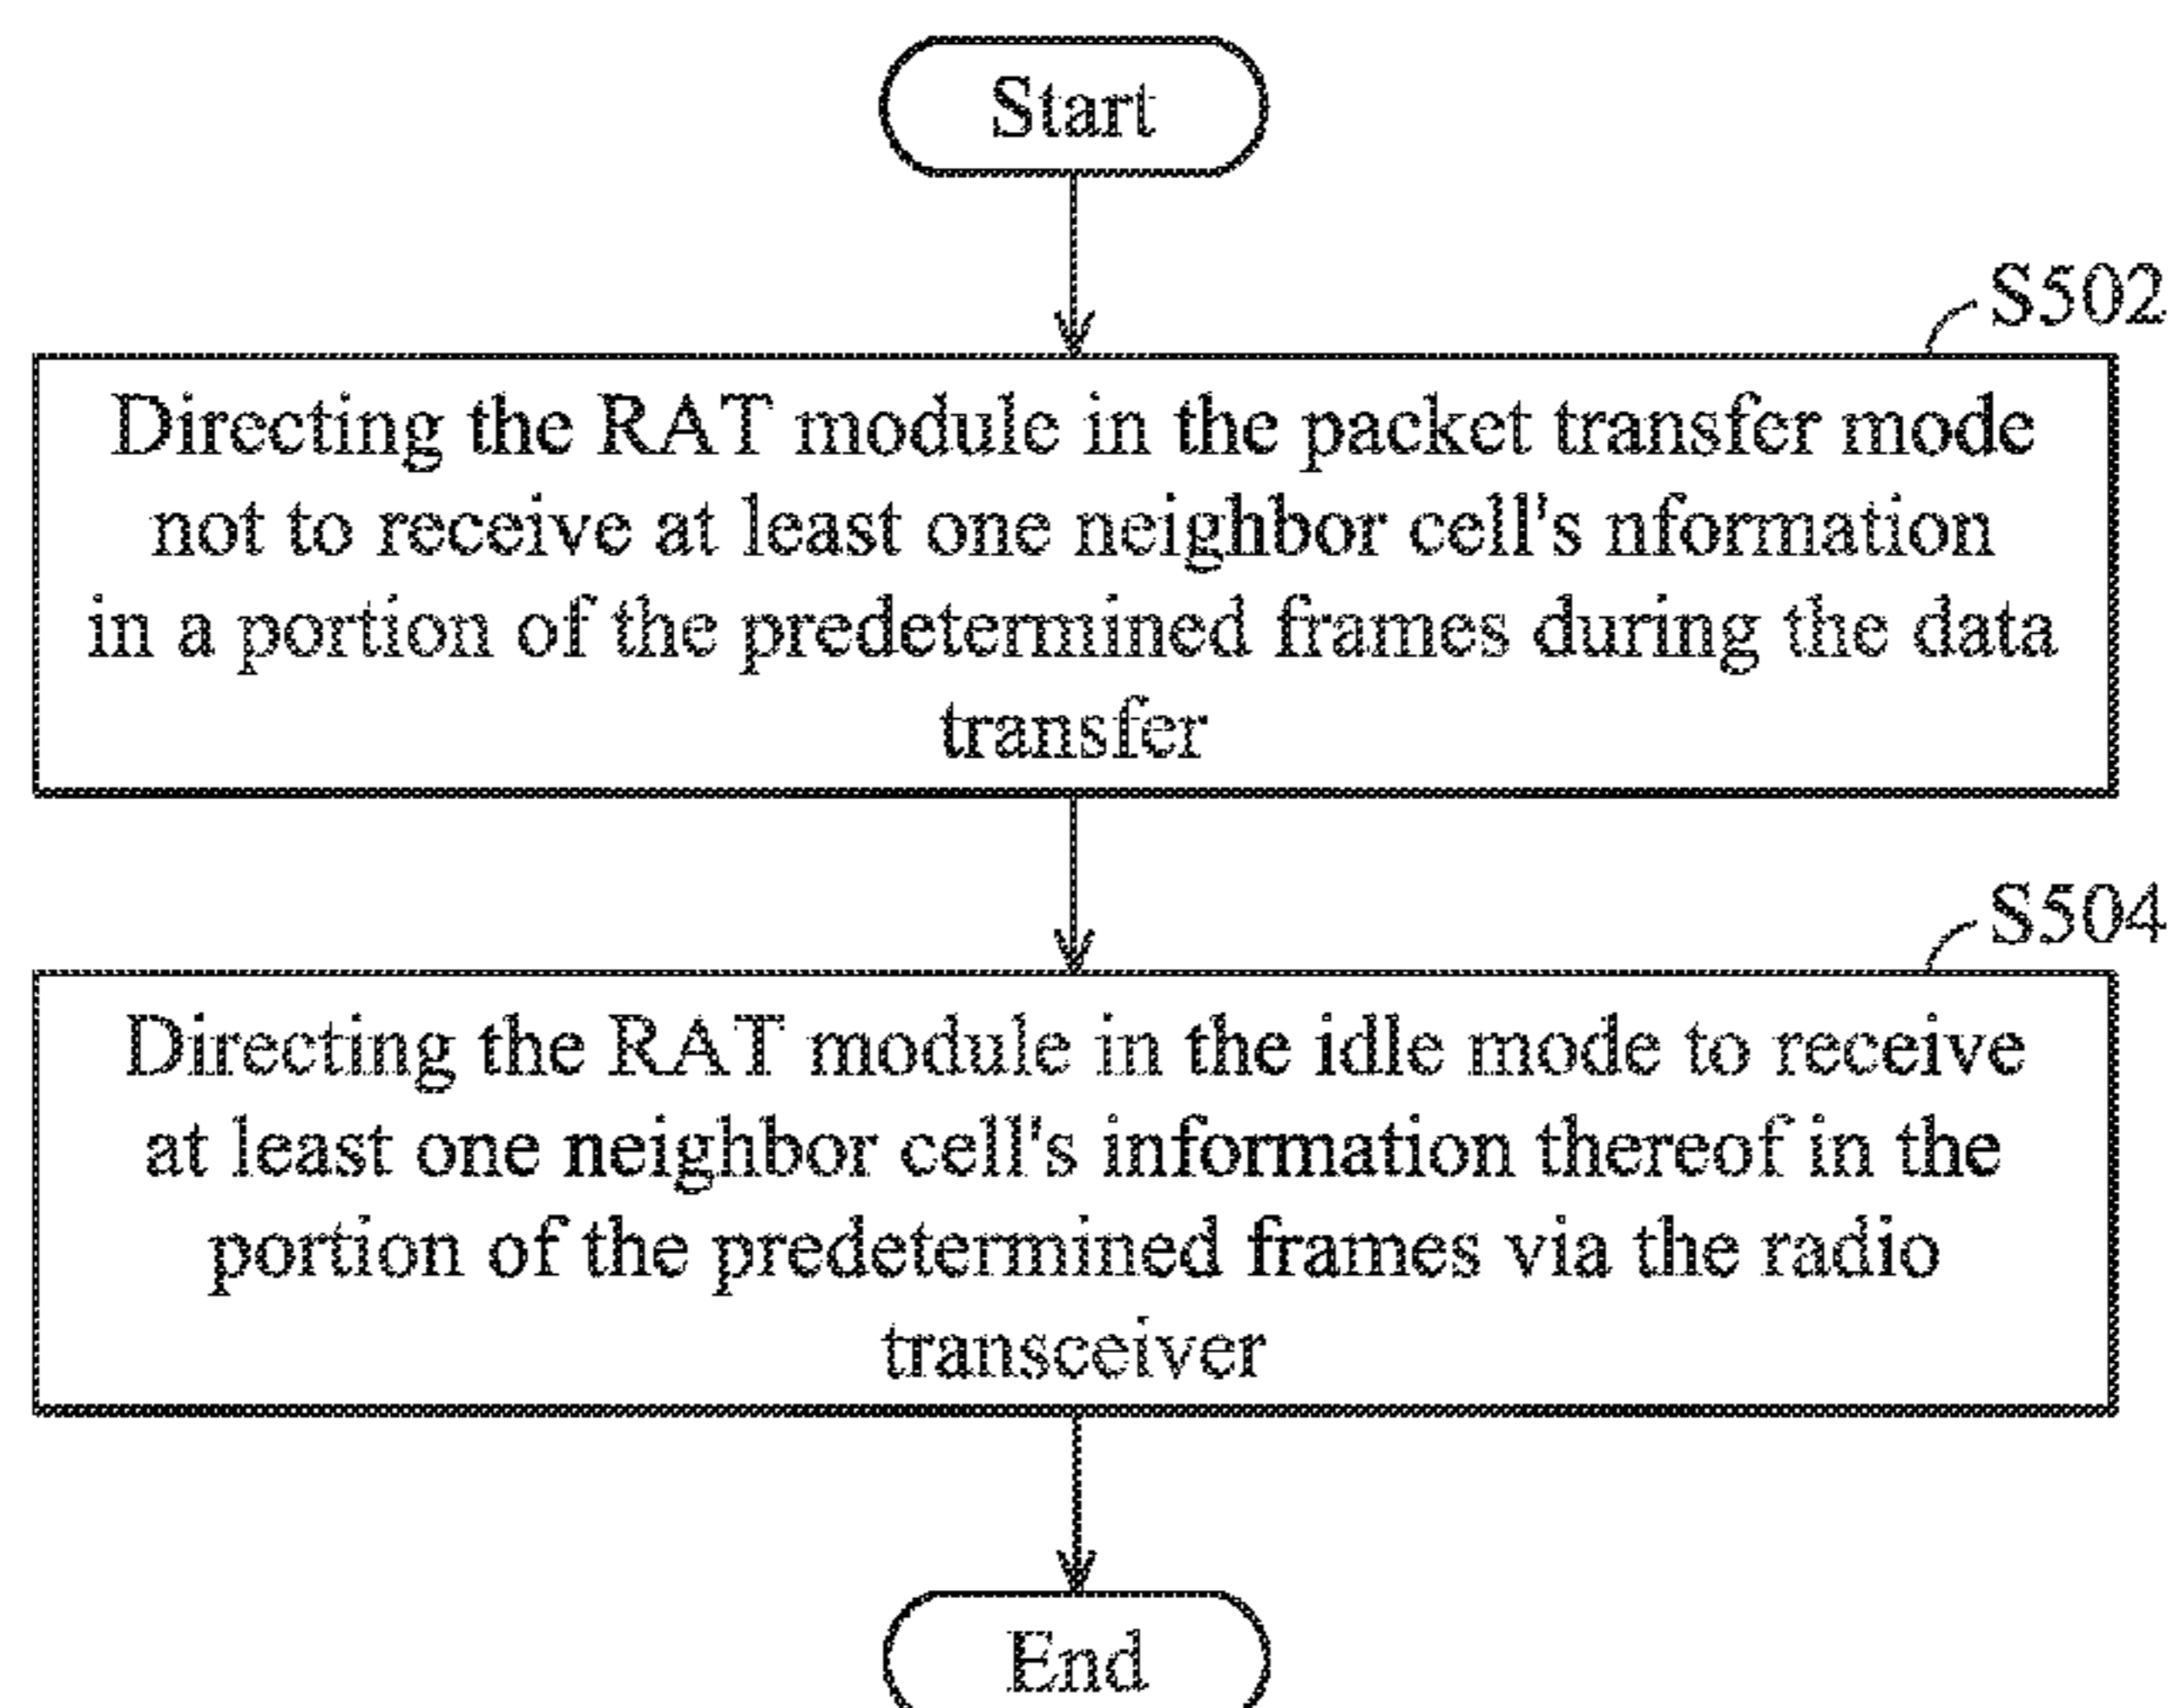 Start
S502
Directing the RAT module in the packet transfer mode
not to receive at least one neighbor cell's nformation
in a portion of the predetermined frames during the data
transfer
S504
Directing the RAT module in the idle mode to receive
at least one neighbor cell's information thereof in the
portion of the predetermined frames via the radio
transceiver
End